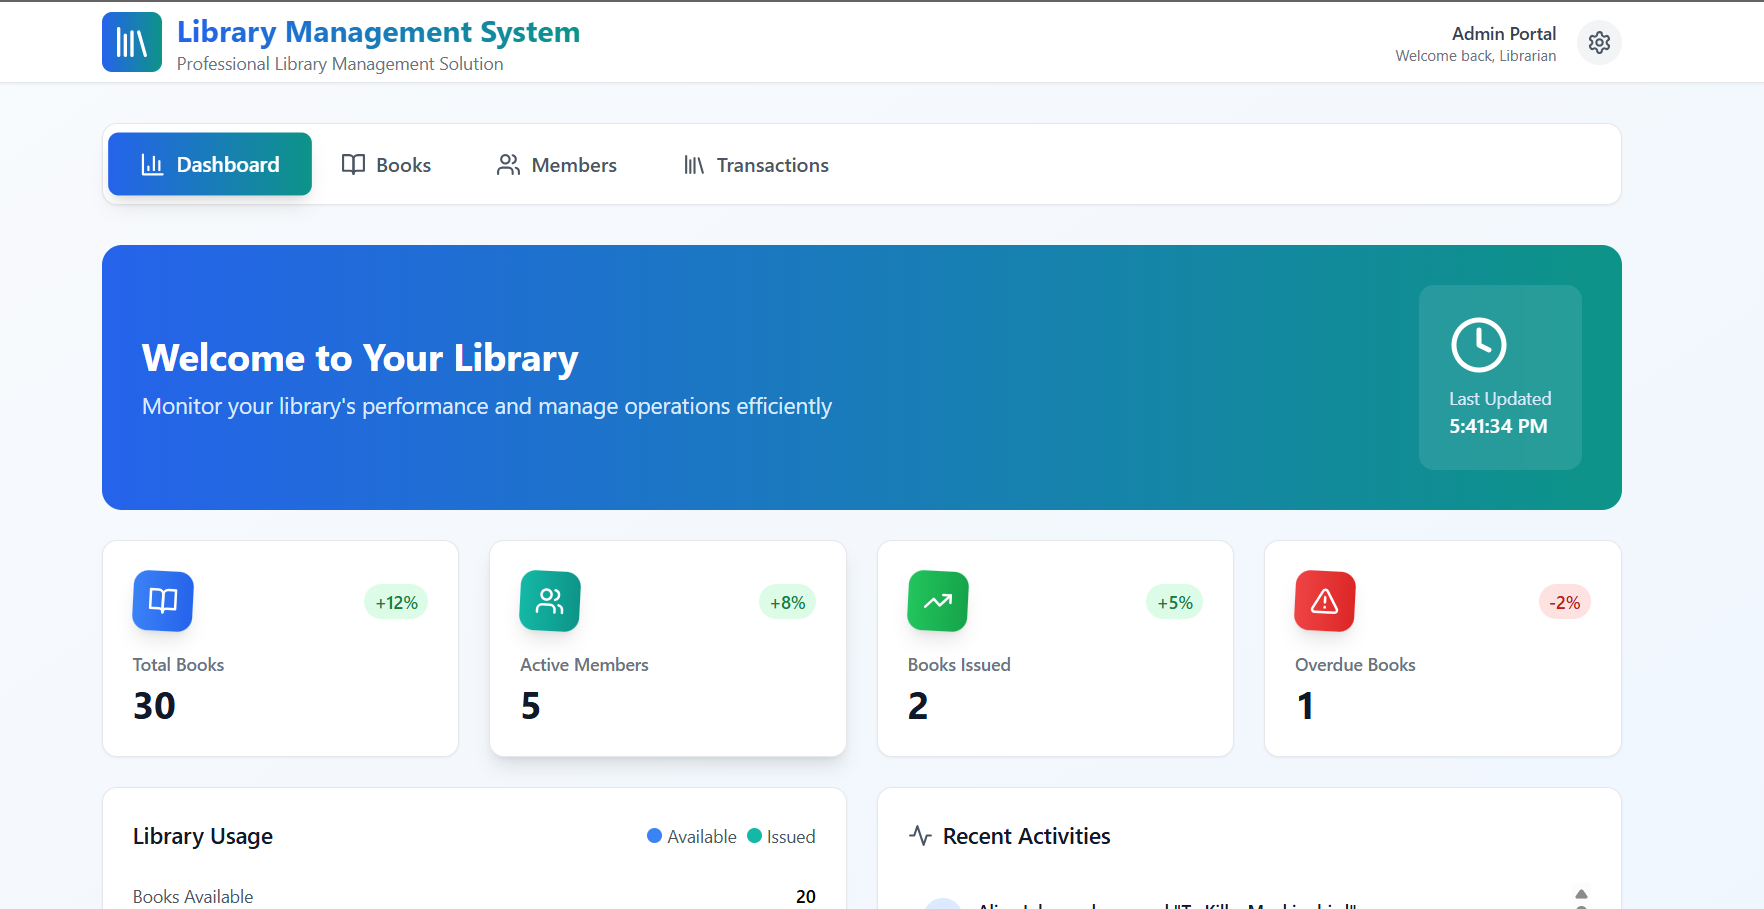 Library Management System
Professional Library Management Solution
Admin Portal
Welcome back, Librarian
Dashboard
Books
Members
Transactions
Welcome to Your Library
Monitor your library's performance and manage operations efficiently
Last Updated
5:41:34 PM
+12%
Total Books
30
+8%
Active Members
5
+5%
Books Issued
2
-2%
Overdue Books
1
Library Usage
Available
Issued
Books Available
20
Recent Activities